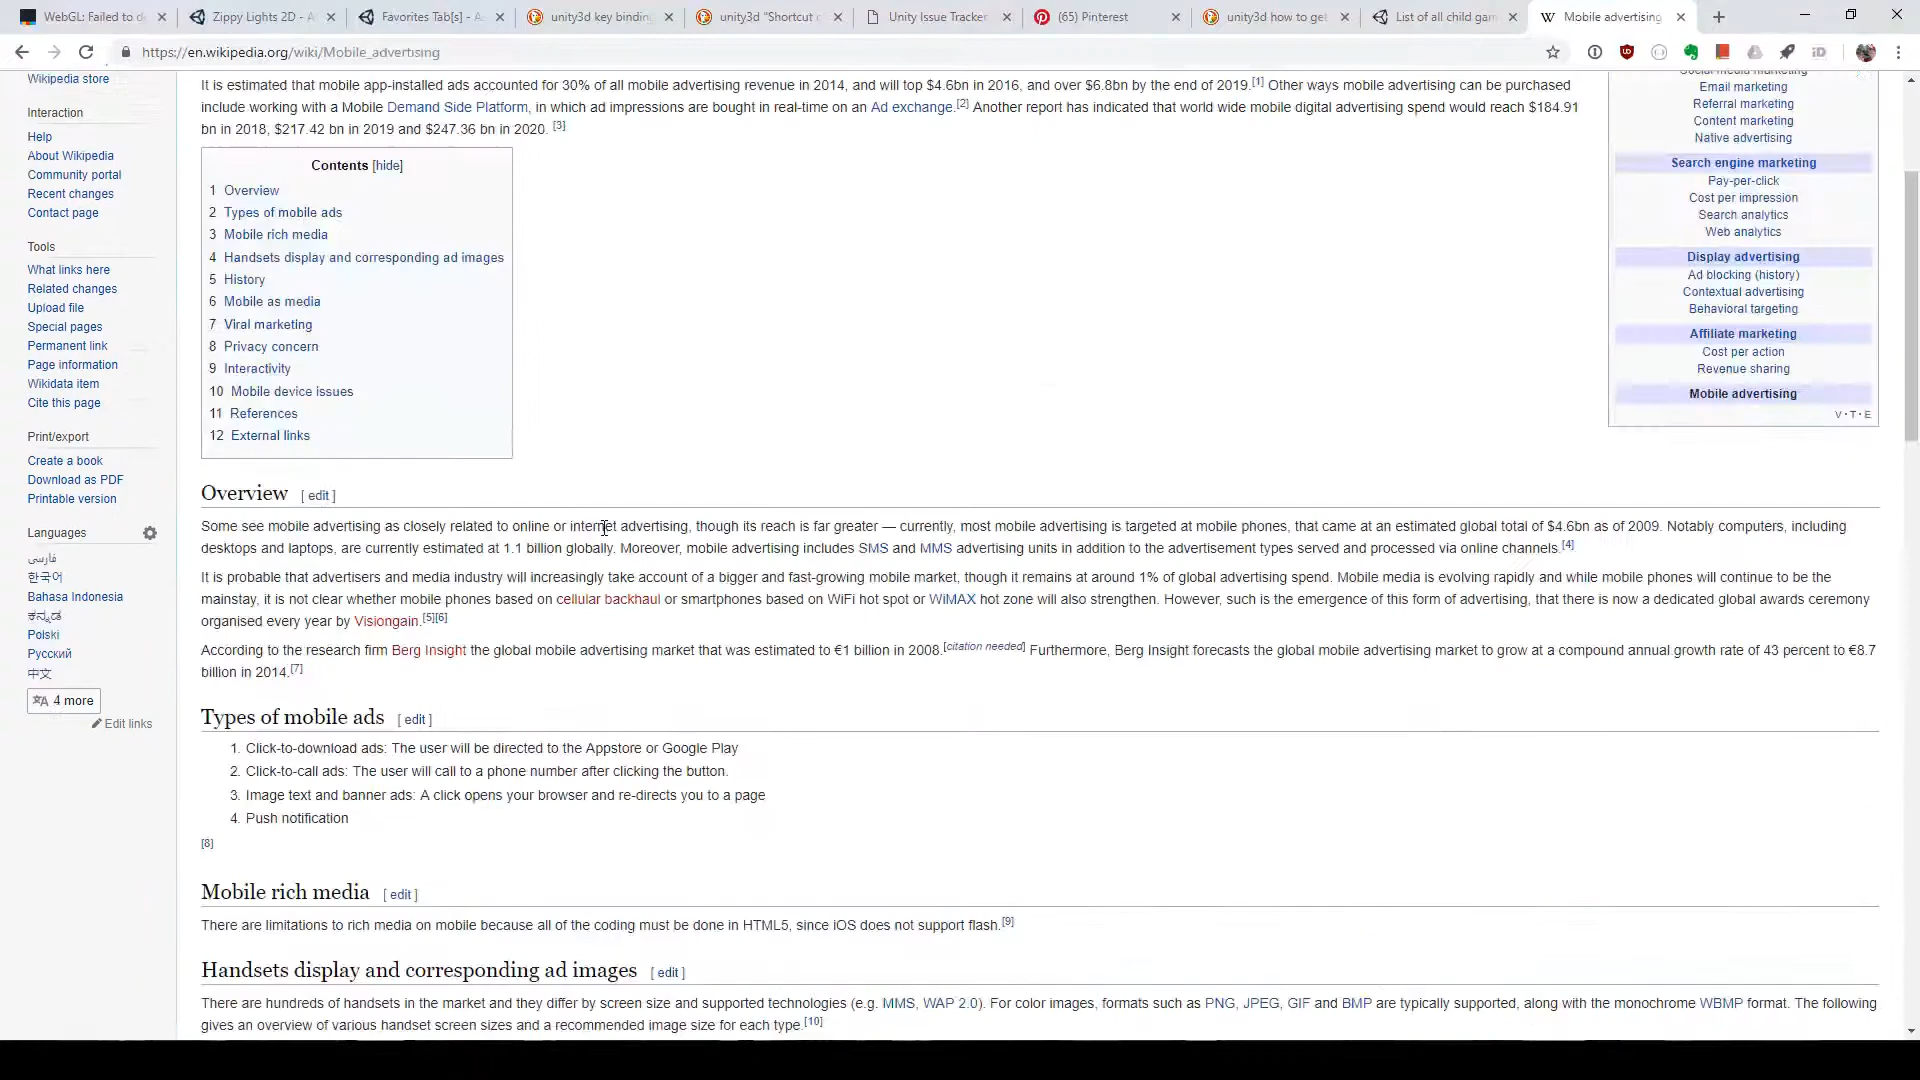 WebGL: Failed to d
Zippy Lights 2D - A
Favorites Tab[s] - A
unity3d key bindin
unity3d "Shortcut
Unity Issue Tracker
(65) Pinterest
unity3d how to get
List of all child gam
Mobile advertising
https://en.wikipedia.org/wiki/Mobile_advertising
Wikipedia store
Interaction
Help
About Wikipedia
Community portal
Recent changes
Contact page
Tools
What links here
Related changes
Upload file
Special pages
Permanent link
Page information
Wikidata item
Cite this page
Print/export
Create a book
Download as PDF
Printable version
Languages
فارسی
한국어
Bahasa Indonesia
ಕನ್ನಡ
Polski
Русский
中文
4 more
Edit links
It is estimated that mobile app-installed ads accounted for 30% of all mobile advertising revenue in 2014, and will top $4.6bn in 2016, and over $6.8bn by the end of 2019.[1] Other ways mobile advertising can be purchased
include working with a Mobile Demand Side Platform, in which ad impressions are bought in real-time on an Ad exchange.[2] Another report has indicated that world wide mobile digital advertising spend would reach $184.91
bn in 2018, $217.42 bn in 2019 and $247.36 bn in 2020. [3]
Contents [hide]
1 Overview
2 Types of mobile ads
3 Mobile rich media
4 Handsets display and corresponding ad images
5 History
6 Mobile as media
7 Viral marketing
8 Privacy concern
9 Interactivity
10 Mobile device issues
11 References
12 External links
Social media marketing
Email marketing
Referral marketing
Content marketing
Native advertising
Search engine marketing
Pay-per-click
Cost per impression
Search analytics
Web analytics
Display advertising
Ad blocking (history)
Contextual advertising
Behavioral targeting
Affiliate marketing
Cost per action
Revenue sharing
Mobile advertising
V · T · E
Overview [ edit ]
Some see mobile advertising as closely related to online or internet advertising, though its reach is far greater — currently, most mobile advertising is targeted at mobile phones, that came at an estimated global total of $4.6bn as of 2009. Notably computers, including
desktops and laptops, are currently estimated at 1.1 billion globally. Moreover, mobile advertising includes SMS and MMS advertising units in addition to the advertisement types served and processed via online channels.[4]
It is probable that advertisers and media industry will increasingly take account of a bigger and fast-growing mobile market, though it remains at around 1% of global advertising spend. Mobile media is evolving rapidly and while mobile phones will continue to be the
mainstay, it is not clear whether mobile phones based on cellular backhaul or smartphones based on WiFi hot spot or WiMAX hot zone will also strengthen. However, such is the emergence of this form of advertising, that there is now a dedicated global awards ceremony
organised every year by Visiongain.[5][6]
According to the research firm Berg Insight the global mobile advertising market that was estimated to €1 billion in 2008.[citation needed] Furthermore, Berg Insight forecasts the global mobile advertising market to grow at a compound annual growth rate of 43 percent to €8.7
billion in 2014.[7]
Types of mobile ads [ edit ]
1. Click-to-download ads: The user will be directed to the Appstore or Google Play
2. Click-to-call ads: The user will call to a phone number after clicking the button.
3. Image text and banner ads: A click opens your browser and re-directs you to a page
4. Push notification
[8]
Mobile rich media [ edit ]
There are limitations to rich media on mobile because all of the coding must be done in HTML5, since iOS does not support flash.[9]
Handsets display and corresponding ad images [ edit ]
There are hundreds of handsets in the market and they differ by screen size and supported technologies (e.g. MMS, WAP 2.0). For color images, formats such as PNG, JPEG, GIF and BMP are typically supported, along with the monochrome WBMP format. The following
gives an overview of various handset screen sizes and a recommended image size for each type.[10]